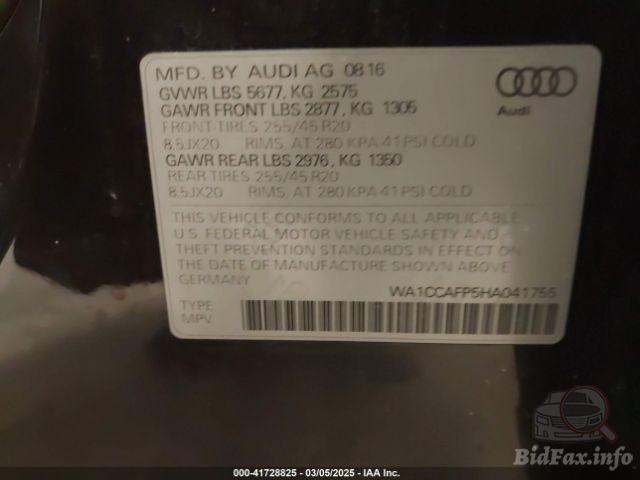 MFD. BY AUDI AG 08 16
GVWR LBS 5677, KG 2575
GAWR FRONT LBS 2877, KG 1305
FRONT TIRES 255/45 R20
8.5JX20 RIMS, AT 280 KPA 41 PSI COLD
GAWR REAR LBS 2976, KG 1350
REAR TIRES 255/45 R20
8.5JX20 RIMS, AT 280 KPA 41 PSI COLD
Audi
THIS VEHICLE CONFORMS TO ALL APPLICABLE
U.S. FEDERAL MOTOR VEHICLE SAFETY AND
THEFT PREVENTION STANDARDS IN EFFECT ON
THE DATE OF MANUFACTURE SHOWN ABOVE
GERMANY
WA1CCAFP5HA041755
TYPE:
MPV
BidFax.info
000-41728825 - 03/05/2025 - IAA Inc.